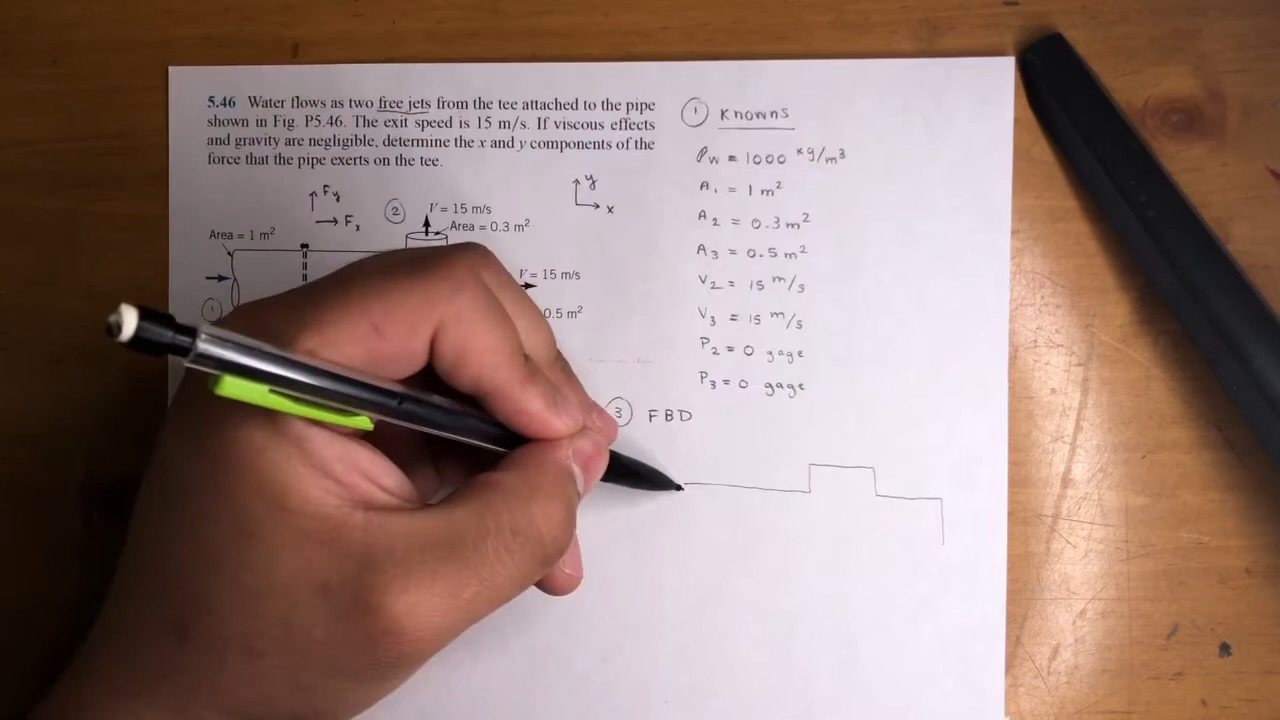 5.46 Water flows as two free jets from the tee attached to the pipe
shown in Fig. P5.46. The exit speed is 15 m/s. If viscous effects
and gravity are negligible, determine the x and y components of the
force that the pipe exerts on the tee.
Fy
Fx
②
V = 15 m/s
Area = 0.3 m²
Area = 1 m²
①
V = 15 m/s
0.5 m²
y
x
① Knowns
ρw = 1000 kg/m³
A₁ = 1 m²
A₂ = 0.3 m²
A₃ = 0.5 m²
V₂ = 15 m/s
V₃ = 15 m/s
P₂ = 0 gage
P₃ = 0 gage
③ FBD